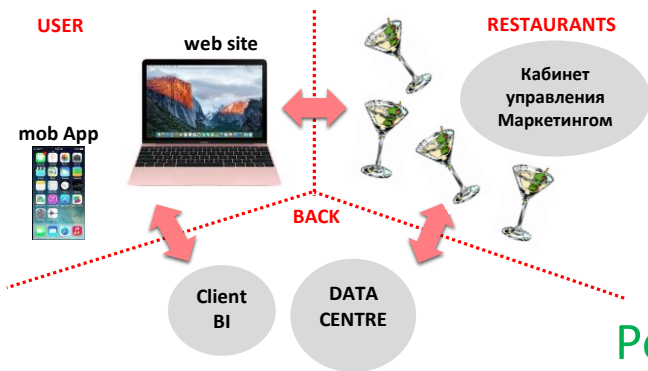 USER
RESTAURANTS
web site
Кабинет
управления
Маркетингом
mob App
BACK
Client
BI
DATA
CENTRE